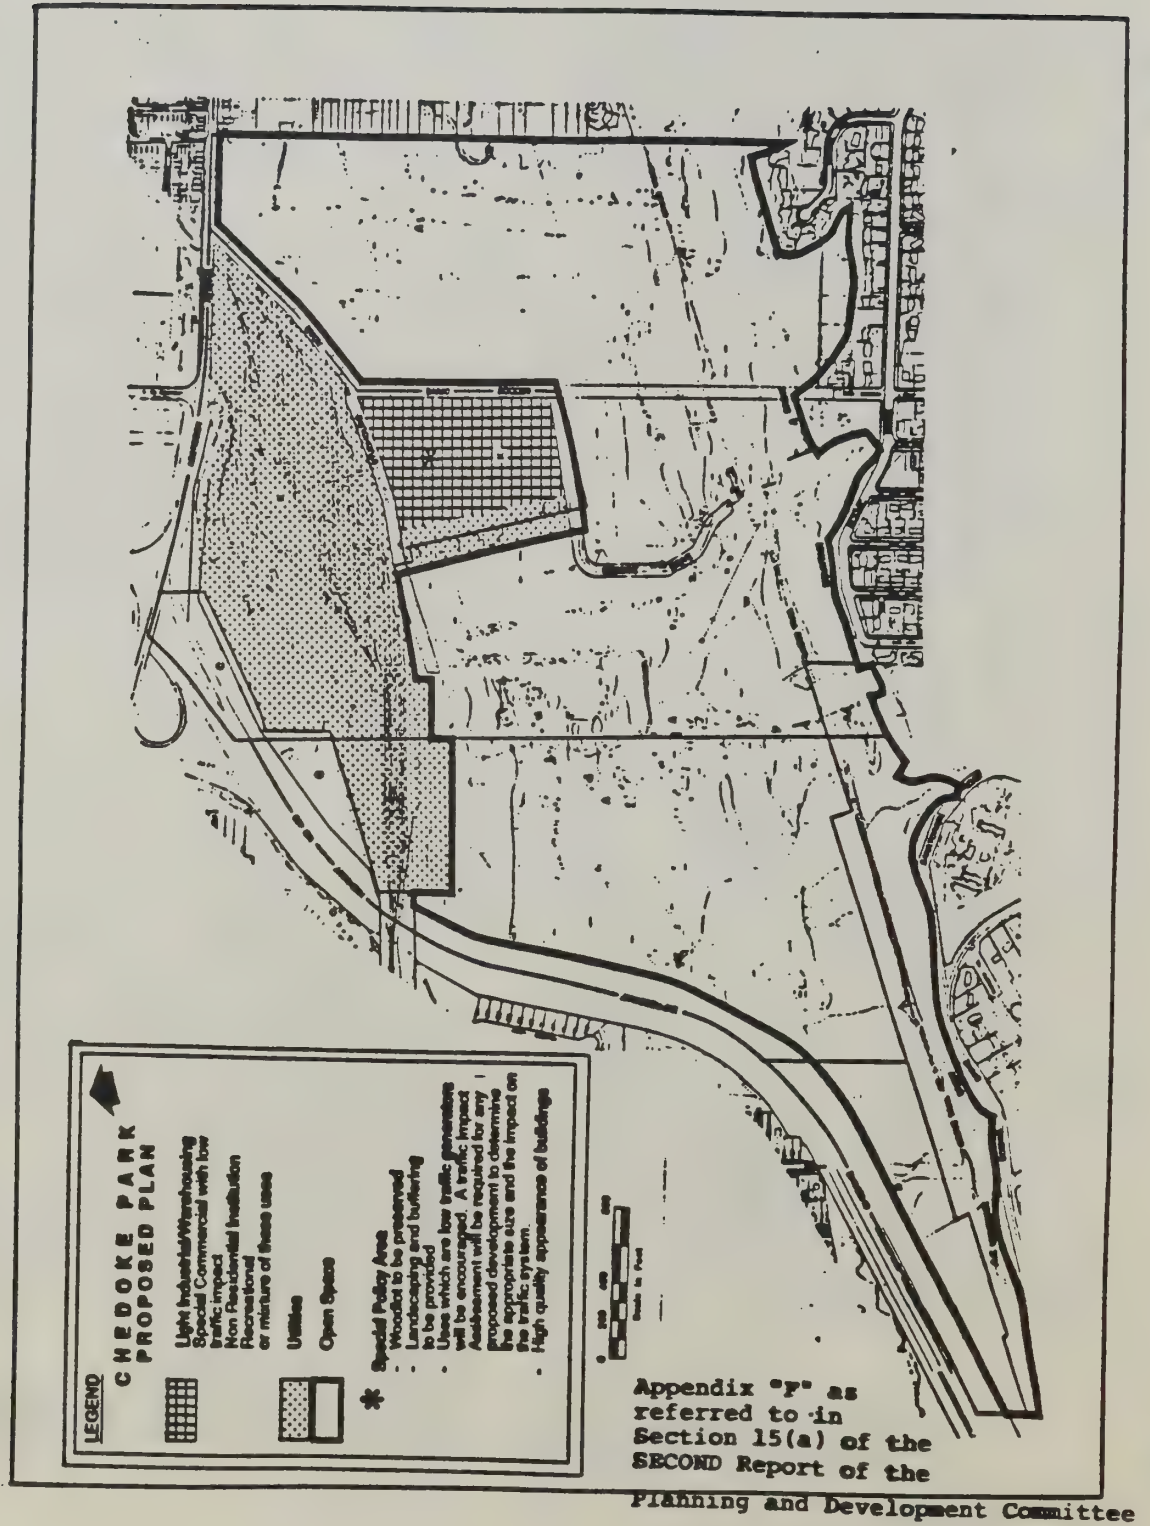 LEGEND
CHEDOKE PARK
PROPOSED PLAN
Light Industrial/Warehousing
Special Commercial with low
traffic impact
Non Residential Institution
Recreational
or mixture of these uses
Utilities
Open Space
* Special Policy Area
- Woodlot to be preserved
- Landscaping and buffering
to be provided
- Uses which are low traffic generators
will be encouraged. A traffic impact
Assessment will be required for any
proposed development to determine
the appropriate size and the impact on
the traffic system.
- High quality appearance of buildings
0 200 400 800
Scale in Feet
Appendix "F" as
referred to in
Section 15(a) of the
SECOND Report of the
Planning and Development Committee